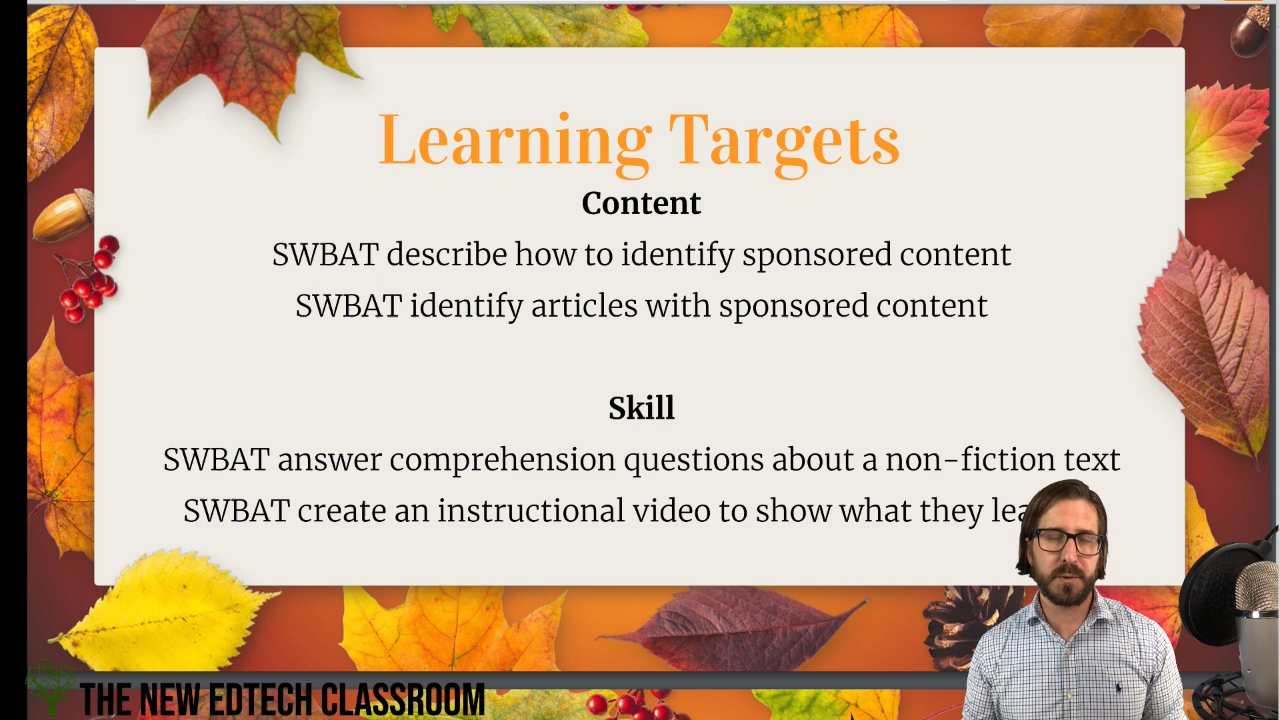 Learning Targets
Content
SWBAT describe how to identify sponsored content
SWBAT identify articles with sponsored content
Skill
SWBAT answer comprehension questions about a non-fiction text
SWBAT create an instructional video to show what they
THE NEW EDTECH CLASSROOM